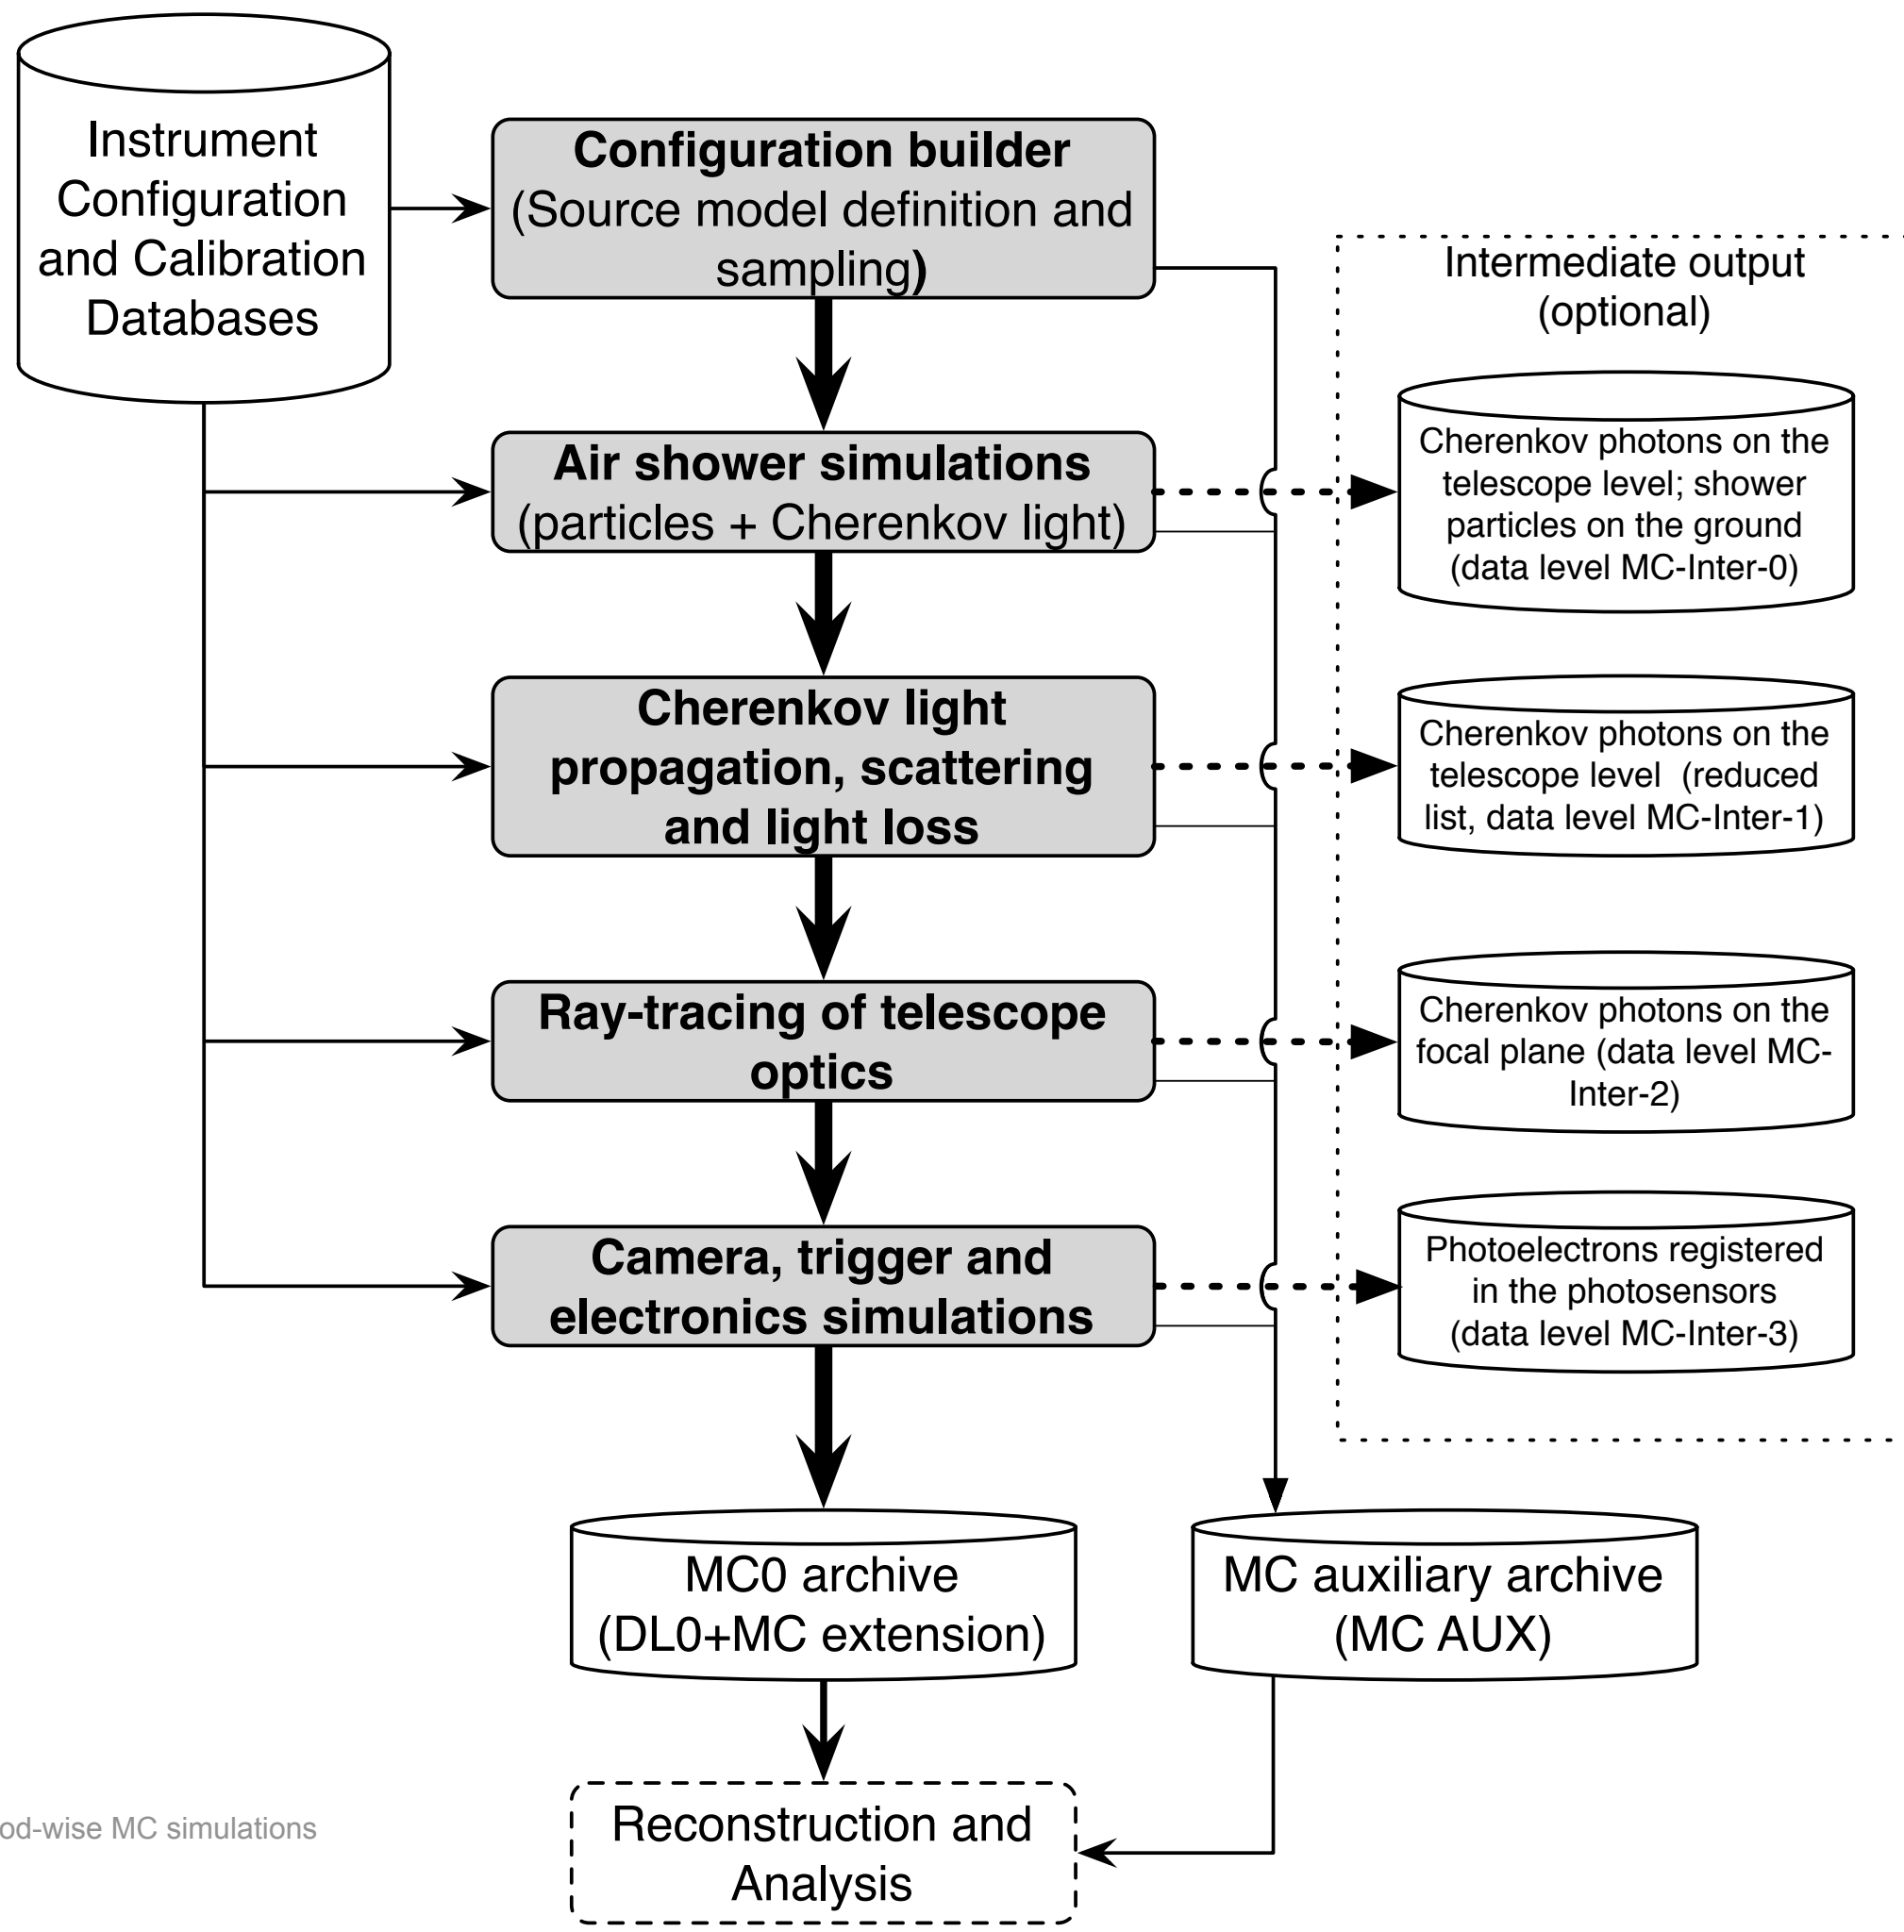 Instrument
Configuration
and Calibration
Databases
Configuration builder
(Source model definition and
sampling)
Intermediate output
(optional)
Air shower simulations
(particles + Cherenkov light)
Cherenkov photons on the
telescope level; shower
particles on the ground
(data level MC-Inter-0)
Cherenkov light
propagation, scattering
and light loss
Cherenkov photons on the
telescope level (reduced
list, data level MC-Inter-1)
Ray-tracing of telescope
optics
Cherenkov photons on the
focal plane (data level MC-
Inter-2)
Camera, trigger and
electronics simulations
Photoelectrons registered
in the photosensors
(data level MC-Inter-3)
MC0 archive
(DL0+MC extension)
MC auxiliary archive
(MC AUX)
Reconstruction and
Analysis
od-wise MC simulations